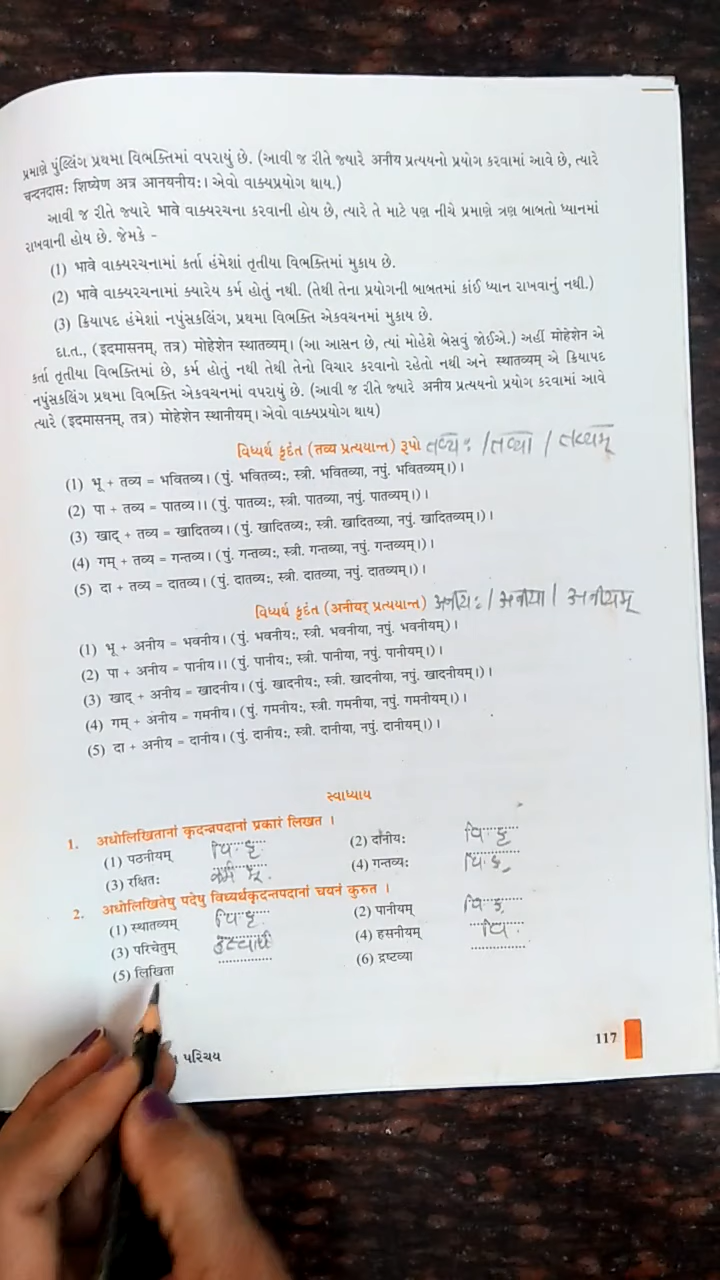 પ્રમાણે પુંલ્લિંગ પ્રથમા વિભક્તિમાં વપરાયું છે. (આવી જ રીતે જ્યારે અનીય પ્રત્યયનો પ્રયોગ કરવામાં આવે છે, ત્યારે
चन्दनदासः शिष्येण अत्र आनयनीयः। એવો વાક્યપ્રયોગ થાય.)
આવી જ રીતે જ્યારે ભાવે વાક્યરચના કરવાની હોય છે, ત્યારે તે માટે પણ નીચે પ્રમાણે ત્રણ બાબતો ધ્યાનમાં
રાખવાની હોય છે. જેમકે -
(1) ભાવે વાક્યરચનામાં કર્તા હંમેશાં તૃતીયા વિભક્તિમાં મુકાય છે.
(2) ભાવે વાક્યરચનામાં ક્યારેય કર્મ હોતું નથી. (તેથી તેના પ્રયોગની બાબતમાં કાંઈ ધ્યાન રાખવાનું નથી.)
(3) ક્રિયાપદ હંમેશાં નપુંસકલિંગ, પ્રથમા વિભક્તિ એકવચનમાં મુકાય છે.
દા.ત., (इदमासनम्, तत्र) मोहेशेन स्थातव्यम्। (આ આસન છે, ત્યાં મોહેશે બેસવું જોઈએ.) અહીં મોહેશેન એ
કર્તા તૃતીયા વિભક્તિમાં છે, કર્મ હોતું નથી તેથી તેનો વિચાર કરવાનો રહેતો નથી અને स्थातव्यम् એ ક્રિયાપદ
નપુંસકલિંગ પ્રથમા વિભક્તિ એકવચનમાં વપરાયું છે. (આવી જ રીતે જ્યારે અનીય પ્રત્યયનો પ્રયોગ કરવામાં આવે
ત્યારે (इदमासनम्, तत्र) मोहेशेन स्थानीयम्। એવો વાક્યપ્રયોગ થાય)
વિધ્યર્થ કૃદંત (તવ્ય પ્રત્યયાન્ત) રૂપો तव्यः / तव्या / तव्यम्
(1) भू + तव्य = भवितव्य। (पुं. भवितव्यः, स्त्री. भवितव्या, नपुं. भवितव्यम्।)।
(2) पा + तव्य = पातव्य।। (पुं. पातव्यः, स्त्री. पातव्या, नपुं. पातव्यम्।)।
(3) खाद् + तव्य = खादितव्य। (पुं. खादितव्यः, स्त्री. खादितव्या, नपुं. खादितव्यम्।)।
(4) गम् + तव्य = गन्तव्य। (पुं. गन्तव्यः, स्त्री. गन्तव्या, नपुं. गन्तव्यम्।)।
(5) दा + तव्य = दातव्य। (पुं. दातव्यः, स्त्री. दातव्या, नपुं. दातव्यम्।)।
વિધ્યર્થ કૃદંત (અનીયર્ પ્રત્યયાન્ત) अनीयः / अनीया / अनीयम्
(1) भू + अनीय = भवनीय। (पुं. भवनीयः, स्त्री. भवनीया, नपुं. भवनीयम्।)।
(2) पा + अनीय = पानीय।। (पुं. पानीयः, स्त्री. पानीया, नपुं. पानीयम्।)।
(3) खाद् + अनीय = खादनीय। (पुं. खादनीयः, स्त्री. खादनीया, नपुं. खादनीयम्।)।
(4) गम् + अनीय = गमनीय। (पुं. गमनीयः, स्त्री. गमनीया, नपुं. गमनीयम्।)।
(5) दा + अनीय = दानीय। (पुं. दानीयः, स्त्री. दानीया, नपुं. दानीयम्।)।
સ્વાધ્યાય
1. अधोलिखितानां कृदन्तपदानां प्रकारं लिखत ।
(1) पठनीयम् વિ. કૃ. (2) दानीयः વિ. કૃ.
(3) रक्षितः કર્મ ભૂ. (4) गन्तव्यः વિ. કૃ.
2. अधोलिखितेषु पदेषु विध्यर्थकृदन्तपदानां चयनं कुरुत ।
(1) स्थातव्यम् વિ. કૃ. (2) पानीयम् વિ. કૃ.
(3) परिचेतुम् (4) हसनीयम् વિ.
(5) लिखिता (6) द्रष्टव्या
પરિચય 117